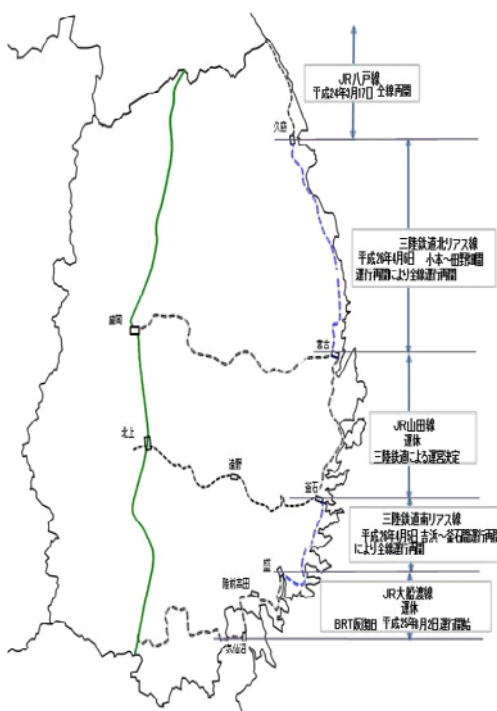 JR八戸線
平成24年3月17日 全線再開
久慈
三陸鉄道北リアス線
平成26年4月6日 小本~田野畑間
運行再開により全線運行再開
盛岡
宮古
JR山田線
運休
三陸鉄道による運営決定
北上
遠野
釜石
三陸鉄道南リアス線
平成26年4月5日 吉浜~釜石間運行再開
により全線運行再開
盛
陸前高田
JR大船渡線
運休
BRT仮復旧 平成25年3月2日運行開始
気仙沼